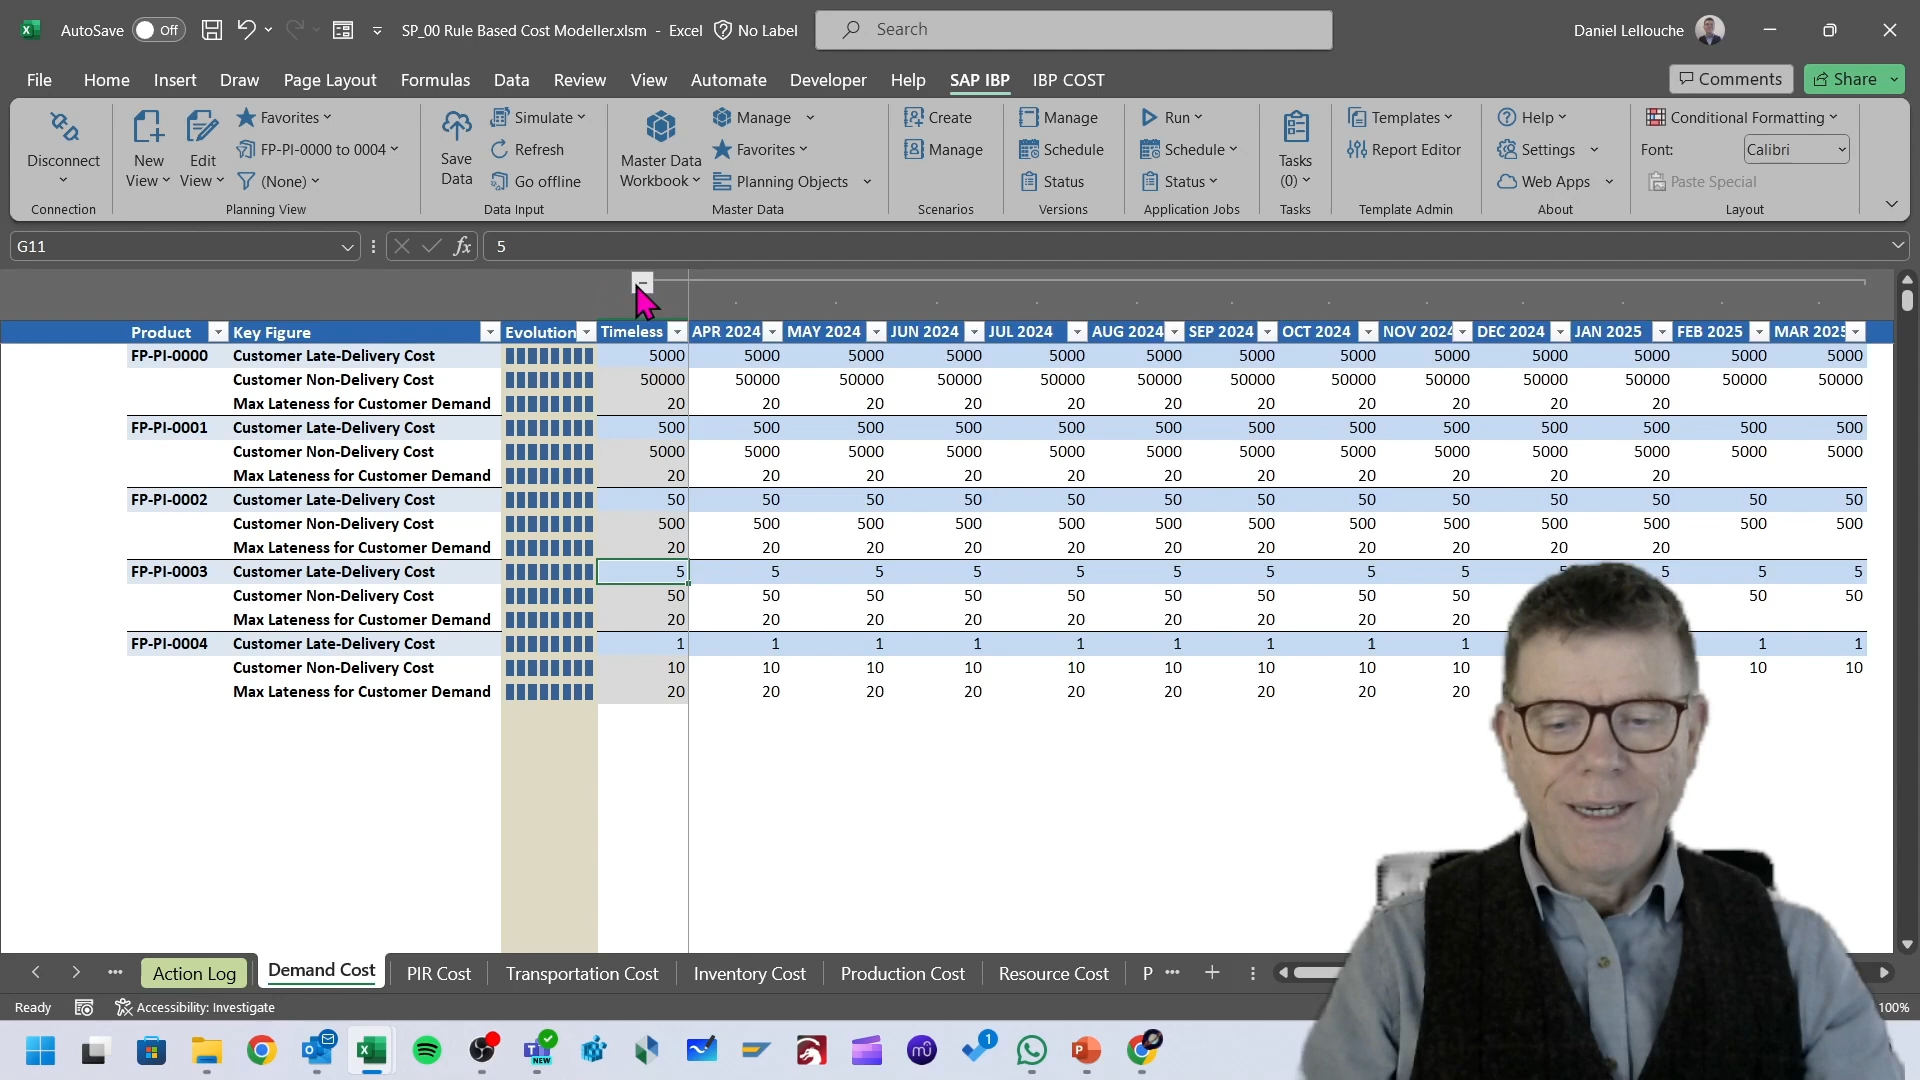 AutoSave Off SP_00 Rule Based Cost Modeller.xlsm - Excel No Label Search Daniel Lellouche
File Home Insert Draw Page Layout Formulas Data Review View Automate Developer Help SAP IBP IBP COST Comments Share
Disconnect
Connection
New View
Edit View
Favorites
FP-PI-0000 to 0004
(None)
Planning View
Save Data
Simulate
Refresh
Go offline
Data Input
Master Data Workbook
Manage
Favorites
Planning Objects
Master Data
Create
Manage
Scenarios
Manage
Schedule
Status
Versions
Run
Schedule
Status
Application Jobs
Tasks (0)
Tasks
Templates
Report Editor
Template Admin
Help
Settings
Web Apps
About
Conditional Formatting
Font: Calibri
Paste Special
Layout
G11 fx 5
Product Key Figure Evolution Timeless APR 2024 MAY 2024 JUN 2024 JUL 2024 AUG 2024 SEP 2024 OCT 2024 NOV 2024 DEC 2024 JAN 2025 FEB 2025 MAR 2025
FP-PI-0000 Customer Late-Delivery Cost 5000 5000 5000 5000 5000 5000 5000 5000 5000 5000 5000 5000 5000
Customer Non-Delivery Cost 50000 50000 50000 50000 50000 50000 50000 50000 50000 50000 50000 50000 50000
Max Lateness for Customer Demand 20 20 20 20 20 20 20 20 20 20 20
FP-PI-0001 Customer Late-Delivery Cost 500 500 500 500 500 500 500 500 500 500 500 500 500
Customer Non-Delivery Cost 5000 5000 5000 5000 5000 5000 5000 5000 5000 5000 5000 5000 5000
Max Lateness for Customer Demand 20 20 20 20 20 20 20 20 20 20 20
FP-PI-0002 Customer Late-Delivery Cost 50 50 50 50 50 50 50 50 50 50 50 50 50
Customer Non-Delivery Cost 500 500 500 500 500 500 500 500 500 500 500 500 500
Max Lateness for Customer Demand 20 20 20 20 20 20 20 20 20 20 20
FP-PI-0003 Customer Late-Delivery Cost 5 5 5 5 5 5 5 5 5 5 5 5
Customer Non-Delivery Cost 50 50 50 50 50 50 50 50 50 50 50
Max Lateness for Customer Demand 20 20 20 20 20 20 20 20 20
FP-PI-0004 Customer Late-Delivery Cost 1 1 1 1 1 1 1 1 1 1 1
Customer Non-Delivery Cost 10 10 10 10 10 10 10 10 10 10 10
Max Lateness for Customer Demand 20 20 20 20 20 20 20 20 20
Action Log Demand Cost PIR Cost Transportation Cost Inventory Cost Production Cost Resource Cost P
Ready Accessibility: Investigate 100%
NEW 1